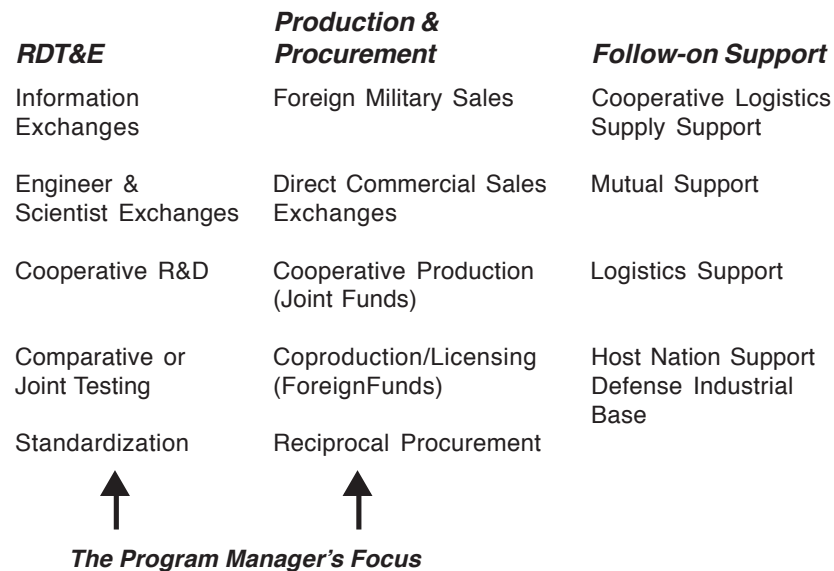 RDT&E
Information
Exchanges
Engineer &
Scientist Exchanges
Cooperative R&D
Comparative or
Joint Testing
Standardization
Production &
Procurement
Foreign Military Sales
Direct Commercial Sales
Exchanges
Cooperative Production
(Joint Funds)
Coproduction/Licensing
(ForeignFunds)
Reciprocal Procurement
Follow-on Support
Cooperative Logistics
Supply Support
Mutual Support
Logistics Support
Host Nation Support
Defense Industrial
Base
The Program Manager's Focus